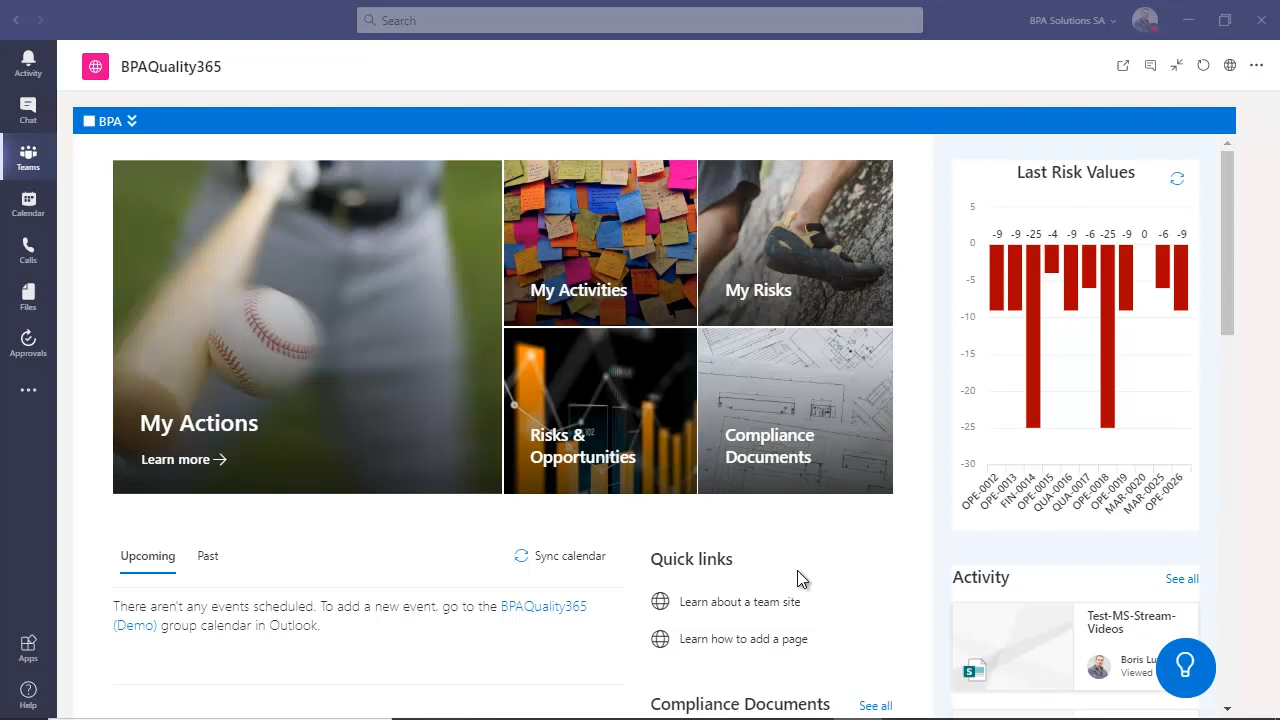 Search
BPA Solutions SA
Activity
Chat
Teams
Calendar
Calls
Files
Approvals
Apps
Help
BPAQuality365
BPA
My Actions
Learn more
My Activities
My Risks
Risks &
Opportunities
Compliance
Documents
Last Risk Values
5
0
-5
-10
-15
-20
-25
-30
-9 -9 -25 -4 -9 -6 -25 -9 0 -6 -9
OPE-0012
OPE-0013
FIN-0014
OPE-0015
QUA-0016
QUA-0017
OPE-0018
OPE-0019
MAR-0020
MAR-0025
OPE-0026
Upcoming Past Sync calendar
There aren't any events scheduled. To add a new event, go to the BPAQuality365
(Demo) group calendar in Outlook.
Quick links
Learn about a team site
Learn how to add a page
Compliance Documents See all
Activity See all
Test-MS-Stream-
Videos
Boris
Viewed